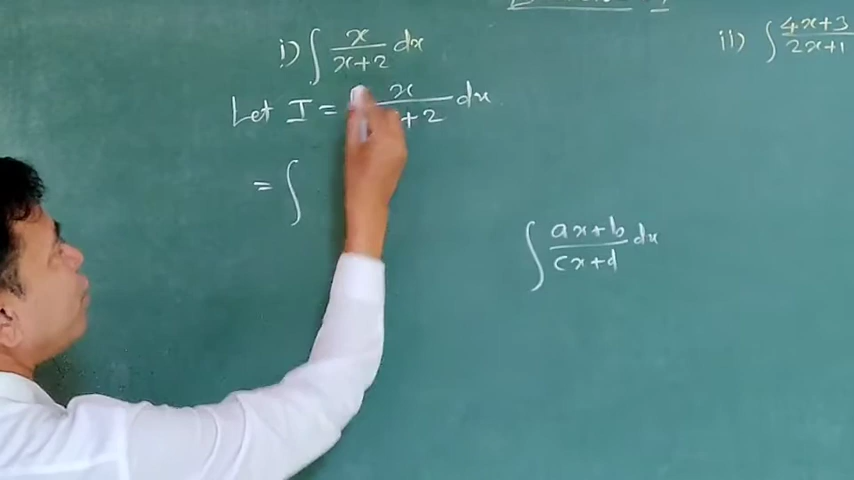 i) ∫ x/(x+2) dx
ii) ∫ (4x+3)/(2x+1)
Let I = x/( +2) dx
= ∫
∫ (ax+b)/(cx+d) dx